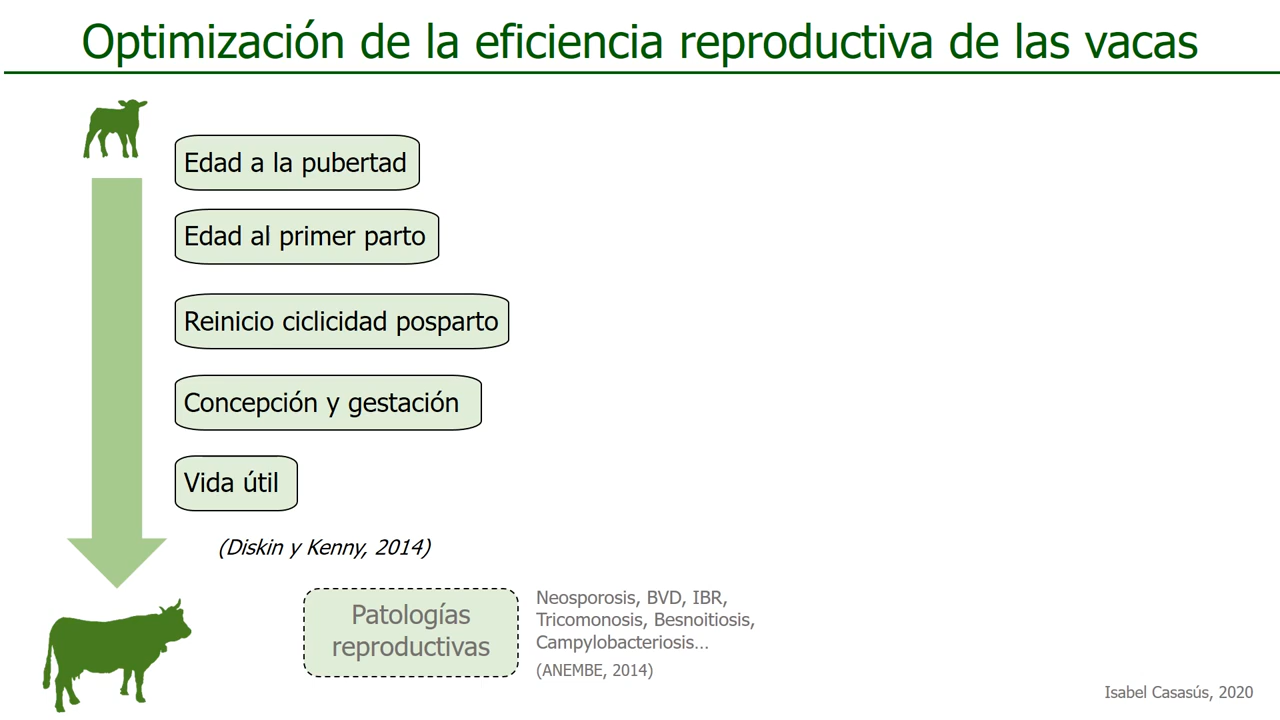 Optimización de la eficiencia reproductiva de las vacas
Edad a la pubertad
Edad al primer parto
Reinicio ciclicidad posparto
Concepción y gestación
Vida útil
(Diskin y Kenny, 2014)
Patologías
reproductivas
Neosporosis, BVD, IBR,
Tricomonosis, Besnoitiosis,
Campylobacteriosis…
(ANEMBE, 2014)
Isabel Casasús, 2020